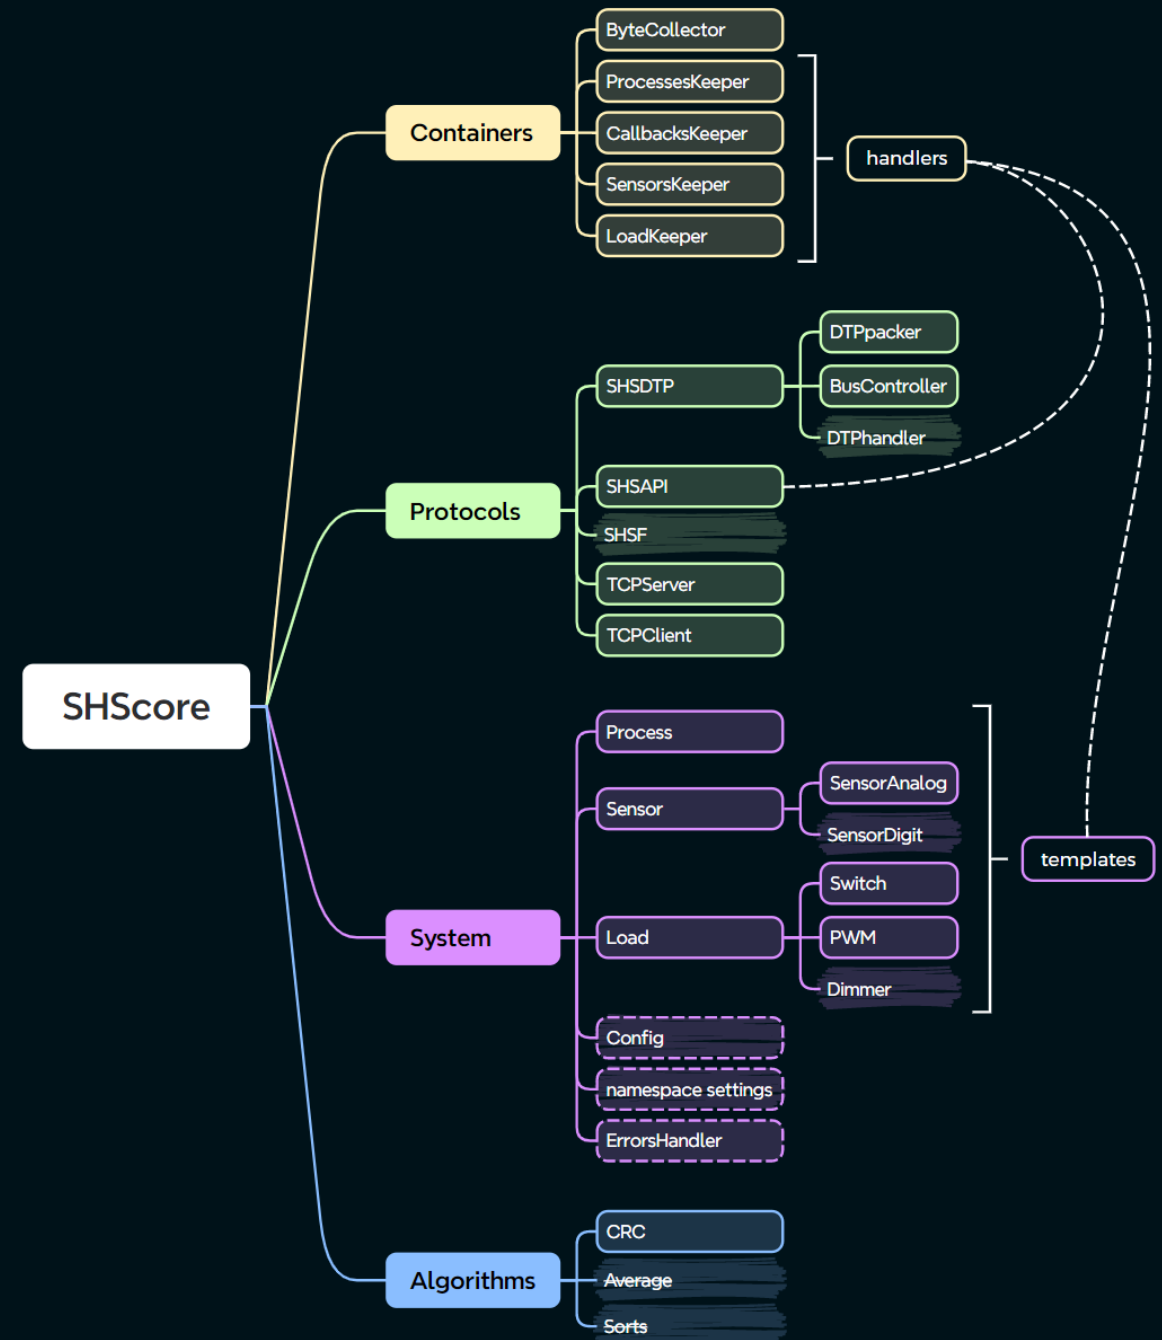 SHScore
Containers
ByteCollector
ProcessesKeeper
CallbacksKeeper
SensorsKeeper
LoadKeeper
handlers
Protocols
SHSDTP
DTPpacker
BusController
DTPhandler
SHSAPI
SHSF
TCPServer
TCPClient
System
Process
Sensor
SensorAnalog
SensorDigit
Load
Switch
PWM
Dimmer
Config
namespace settings
ErrorsHandler
templates
Algorithms
CRC
Average
Sorts